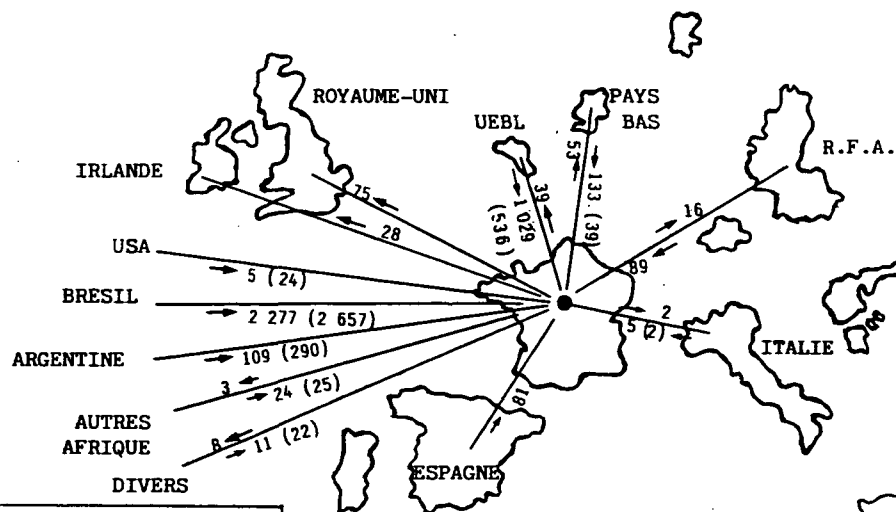 ROYAUME-UNI
PAYS
BAS
UEBL
R.F.A.
IRLANDE
75
28
53
133 (39)
39
1 029
(536)
16
89
USA
5 (24)
BRESIL
2 277 (2 657)
2
5 (2)
ITALIE
ARGENTINE
109 (290)
3
24 (25)
AUTRES
AFRIQUE
8
11 (22)
18
DIVERS
ESPAGNE